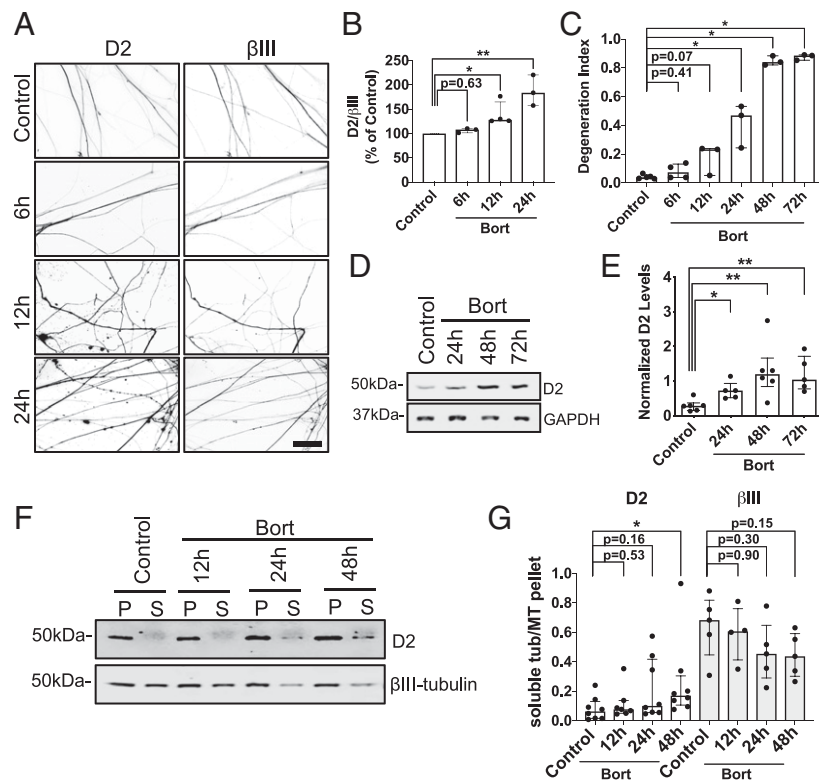 A
D2
βIII
Control
6h
12h
24h
B
D2/βIII
(% of Control)
250
200
150
100
50
0
**
*
p=0.63
Control
6h
12h
24h
Bort
C
Degeneration Index
1.0
0.8
0.6
0.4
0.2
0.0
*
*
*
p=0.07
p=0.41
Control
6h
12h
24h
48h
72h
Bort
D
Bort
Control
24h
48h
72h
50kDa-
D2
37kDa-
GAPDH
E
Normalized D2 Levels
4
3
2
1
0
**
**
*
Control
24h
48h
72h
Bort
F
Bort
Control
12h
24h
48h
P S P S P S P S
50kDa-
D2
50kDa-
βIII-tubulin
G
D2
βIII
soluble tub/MT pellet
1.0
0.8
0.6
0.4
0.2
0.0
*
p=0.16
p=0.53
p=0.15
p=0.30
p=0.90
Control
12h
24h
48h
Control
12h
24h
48h
Bort
Bort